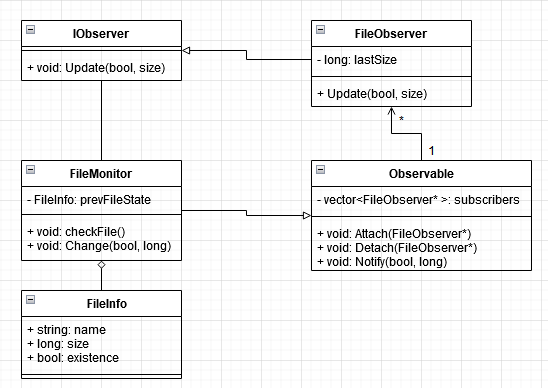 IObserver
+ void: Update(bool, size)
FileObserver
- long: lastSize
+ Update(bool, size)
*
1
FileMonitor
- FileInfo: prevFileState
+ void: checkFile()
+ void: Change(bool, long)
Observable
- vector<FileObserver* >: subscribers
+ void: Attach(FileObserver*)
+ void: Detach(FileObserver*)
+ void: Notify(bool, long)
FileInfo
+ string: name
+ long: size
+ bool: existence